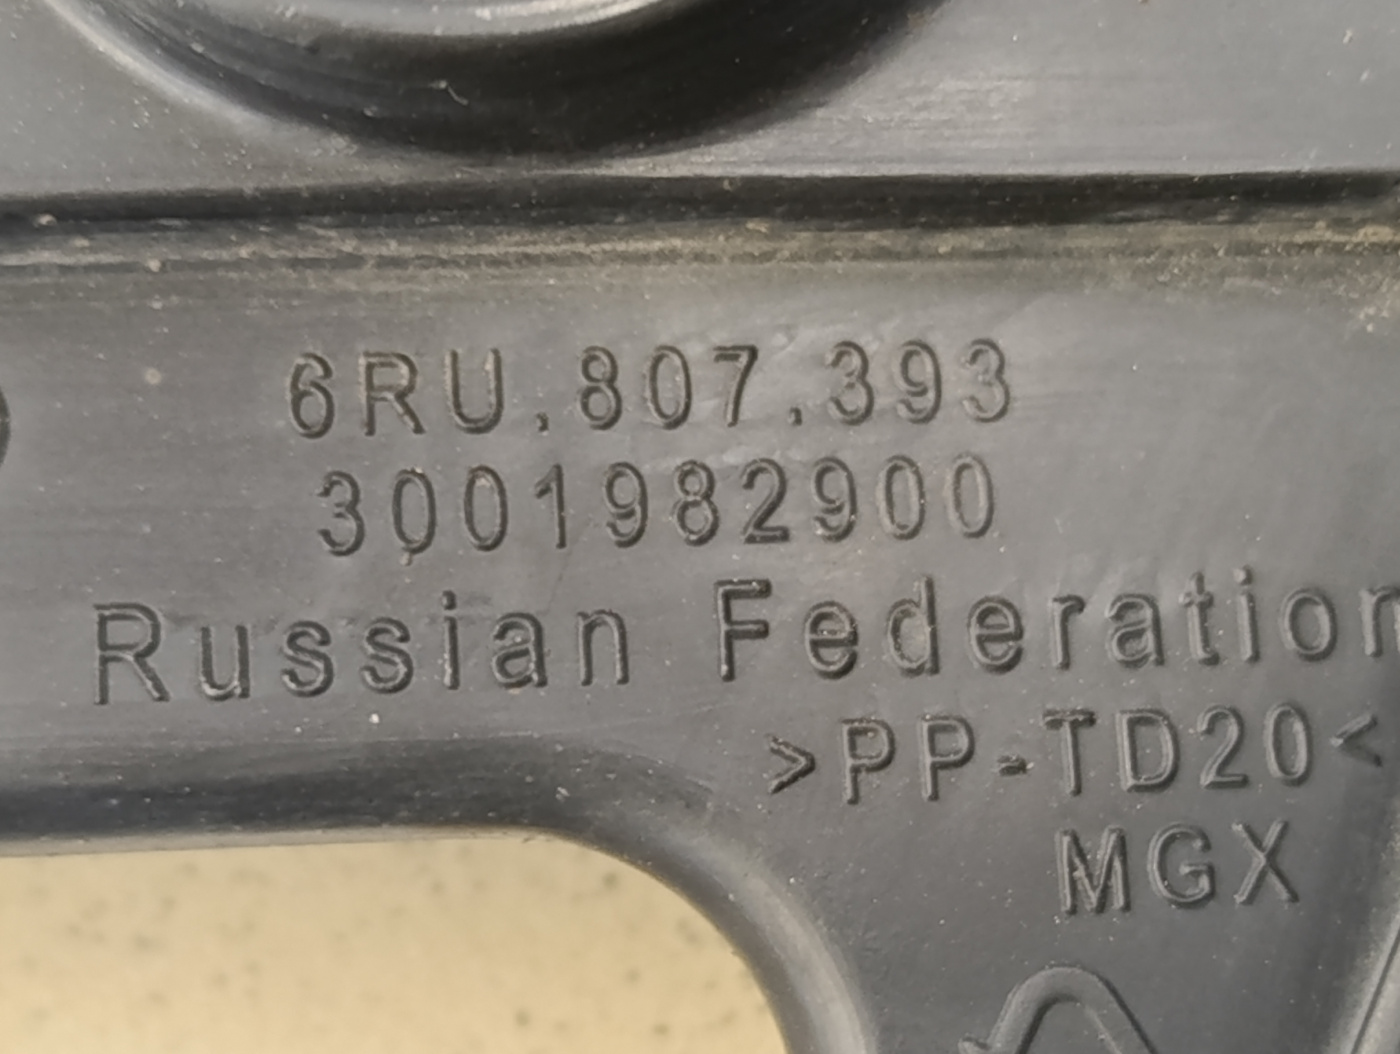 6RU.807.393
3001982900
Russian Federation
>PP-TD20<
MGX